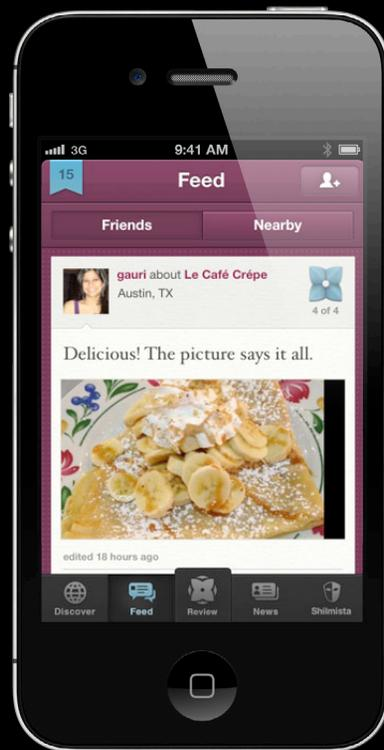 3G 9:41 AM
15 Feed
Friends Nearby
gauri about Le Café Crépe
Austin, TX
4 of 4
Delicious! The picture says it all.
edited 18 hours ago
Discover Feed Review News Shilmista